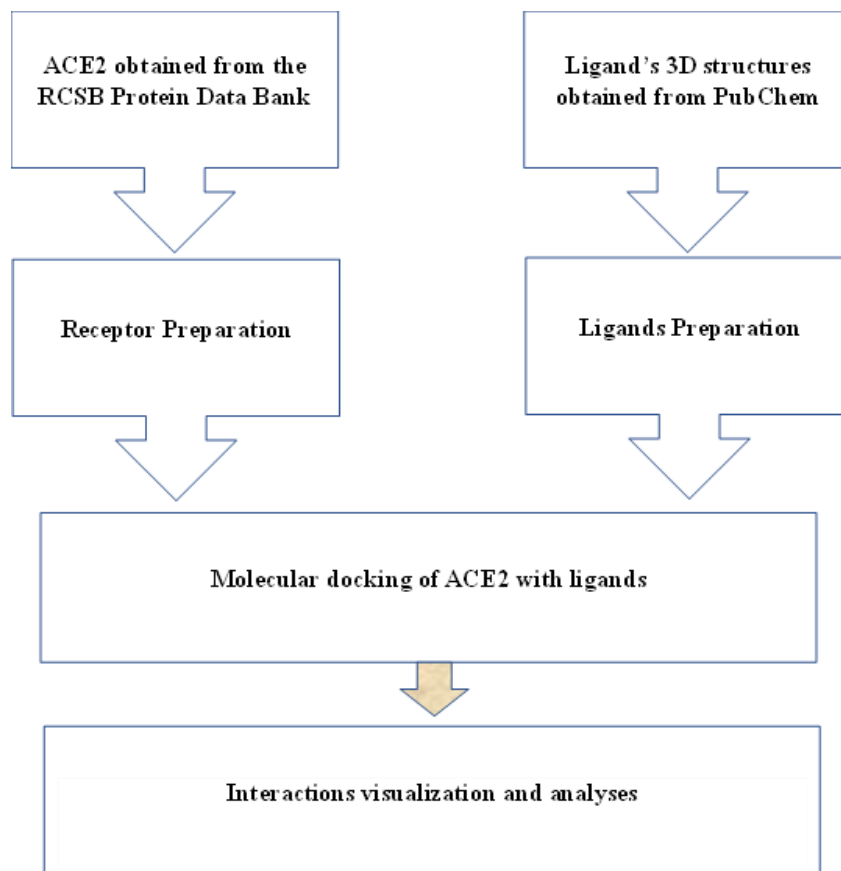 ACE2 obtained from the
RCSB Protein Data Bank
Ligand’s 3D structures
obtained from PubChem
Receptor Preparation
Ligands Preparation
Molecular docking of ACE2 with ligands
Interactions visualization and analyses